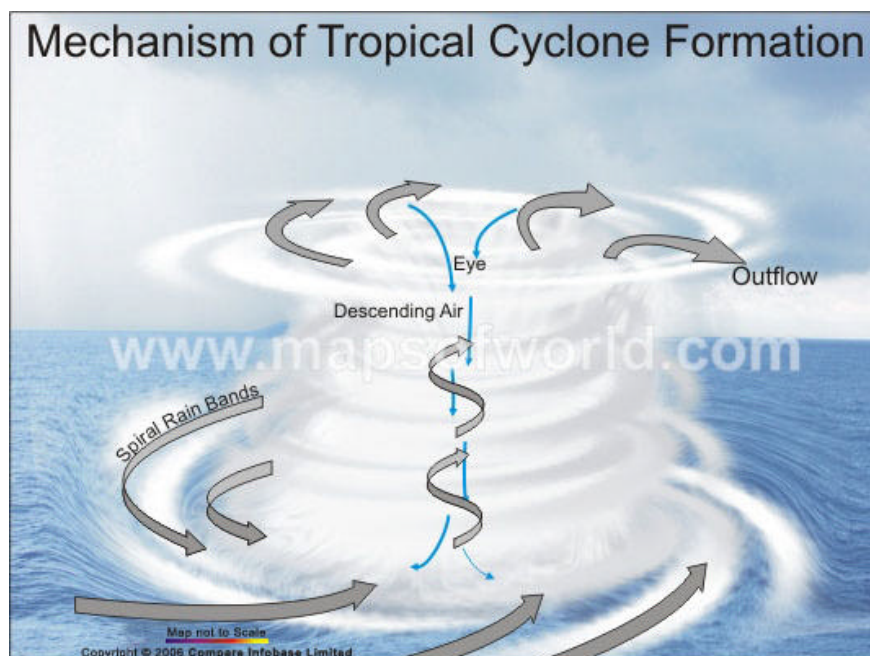 Mechanism of Tropical Cyclone Formation
Eye
Outflow
Descending Air
www.mapsofworld.com
Spiral Rain Bands
Map not to Scale
Copyright © 2006 Compare Infobase Limited